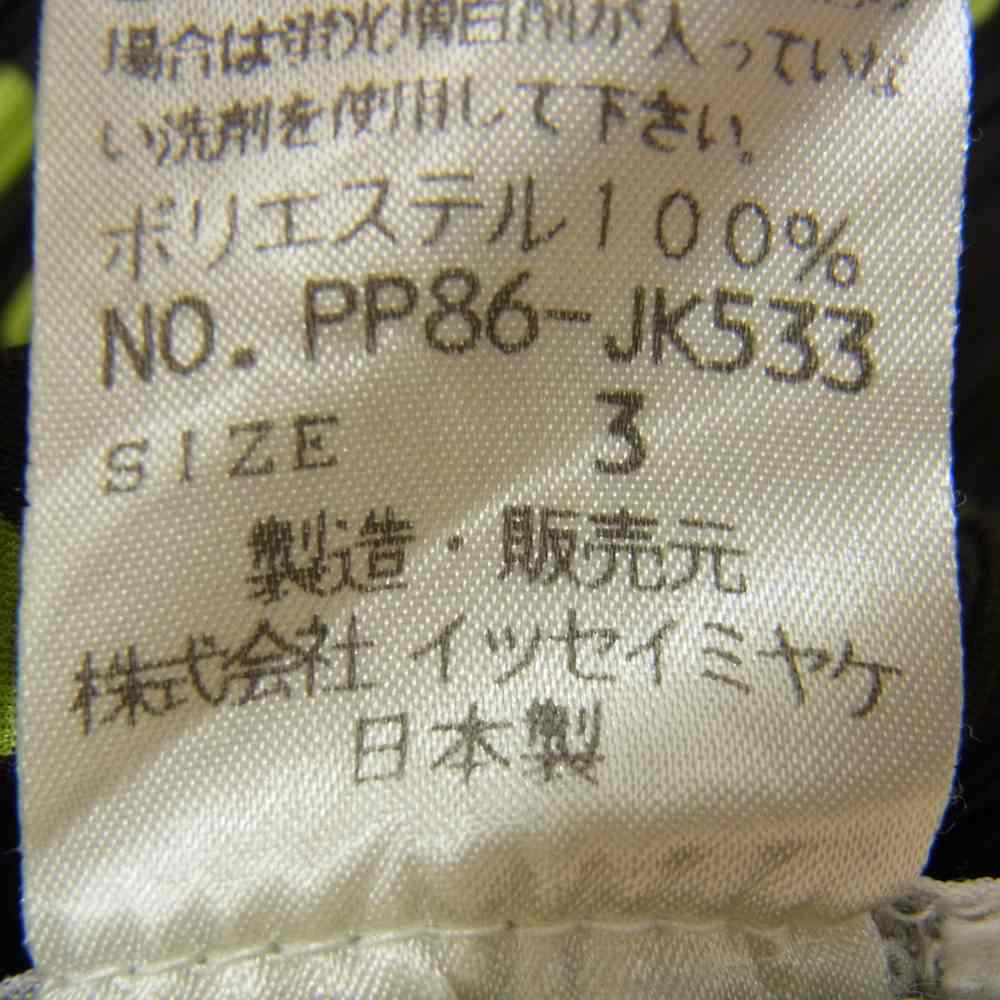 場合は蛍光増白剤が入っていな
い洗剤を使用して下さい。
ポリエステル100%
NO. PP86-JK533
SIZE 3
製造・販売元
株式会社 イッセイミヤケ
日本製